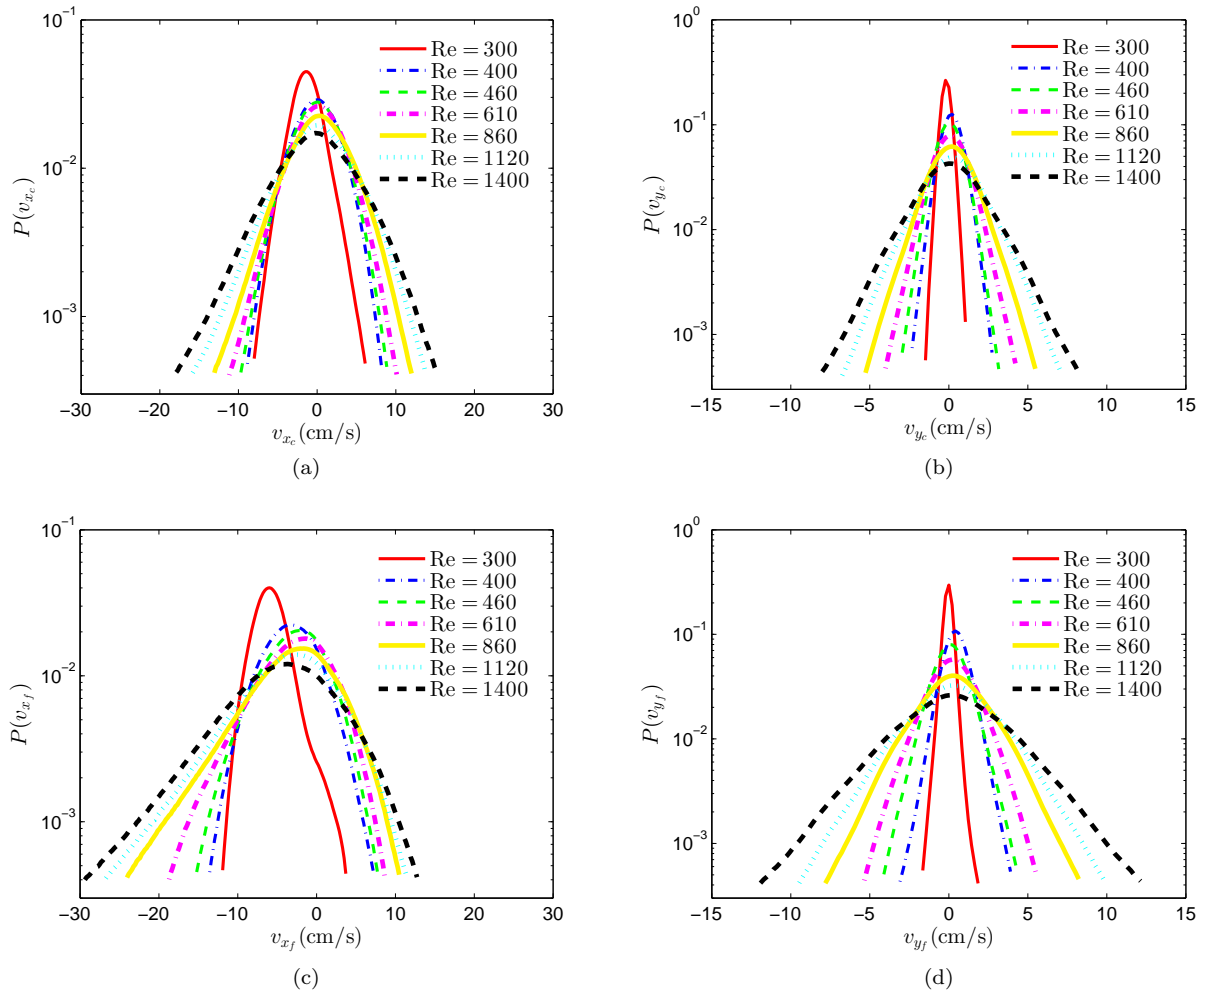 10^{-1}
10^{-2}
10^{-3}
P(v_{x_c})
Re = 300
Re = 400
Re = 460
Re = 610
Re = 860
Re = 1120
Re = 1400
−30 −20 −10 0 10 20 30
v_{x_c}(cm/s)
(a)
10^{0}
10^{-1}
10^{-2}
10^{-3}
P(v_{y_c})
Re = 300
Re = 400
Re = 460
Re = 610
Re = 860
Re = 1120
Re = 1400
−15 −10 −5 0 5 10 15
v_{y_c}(cm/s)
(b)
10^{-1}
10^{-2}
10^{-3}
P(v_{x_f})
Re = 300
Re = 400
Re = 460
Re = 610
Re = 860
Re = 1120
Re = 1400
−30 −20 −10 0 10 20 30
v_{x_f}(cm/s)
(c)
10^{0}
10^{-1}
10^{-2}
10^{-3}
P(v_{y_f})
Re = 300
Re = 400
Re = 460
Re = 610
Re = 860
Re = 1120
Re = 1400
−15 −10 −5 0 5 10 15
v_{y_f}(cm/s)
(d)